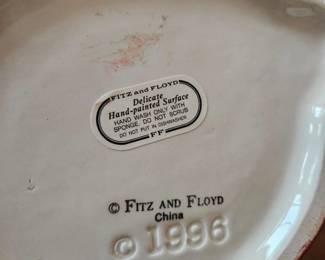 FITZ AND FLOYD
Delicate
Hand-painted Surface
HAND WASH ONLY WITH
SPONGE. DO NOT SCRUB
DO NOT PUT IN DISHWASHER
FF
© FITZ AND FLOYD
China
© 1996